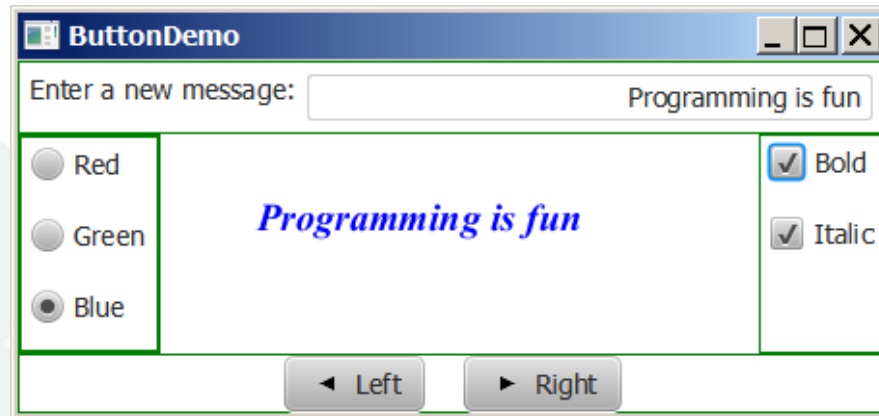 ButtonDemo
Enter a new message: Programming is fun
Red
Green
Blue
Programming is fun
Bold
Italic
Left
Right